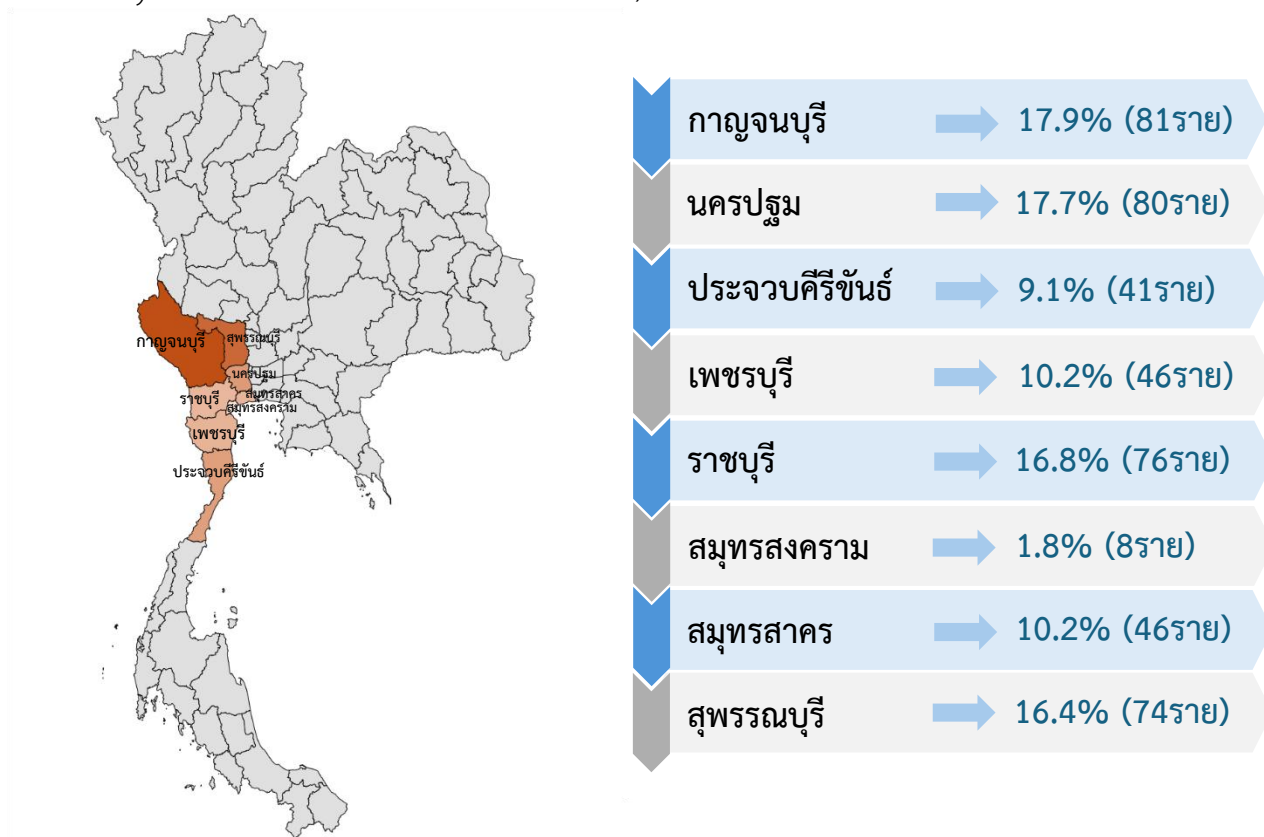 กาญจนบุรี
สุพรรณบุรี
นครปฐม
ราชบุรี
สมุทรสาคร
สมุทรสงคราม
เพชรบุรี
ประจวบคีรีขันธ์
กาญจนบุรี 17.9% (81ราย)
นครปฐม 17.7% (80ราย)
ประจวบคีรีขันธ์ 9.1% (41ราย)
เพชรบุรี 10.2% (46ราย)
ราชบุรี 16.8% (76ราย)
สมุทรสงคราม 1.8% (8ราย)
สมุทรสาคร 10.2% (46ราย)
สุพรรณบุรี 16.4% (74ราย)